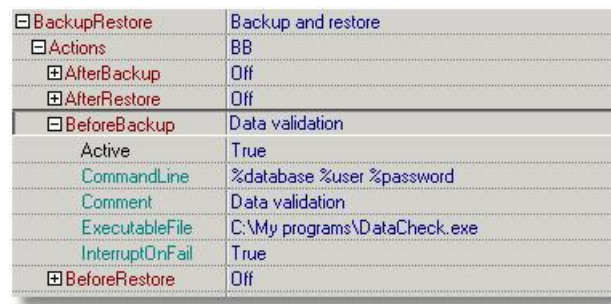 BackupRestore Backup and restore
Actions BB
AfterBackup Off
AfterRestore Off
BeforeBackup Data validation
Active True
CommandLine %database %user %password
Comment Data validation
ExecutableFile C:\My programs\DataCheck.exe
InterruptOnFail True
BeforeRestore Off